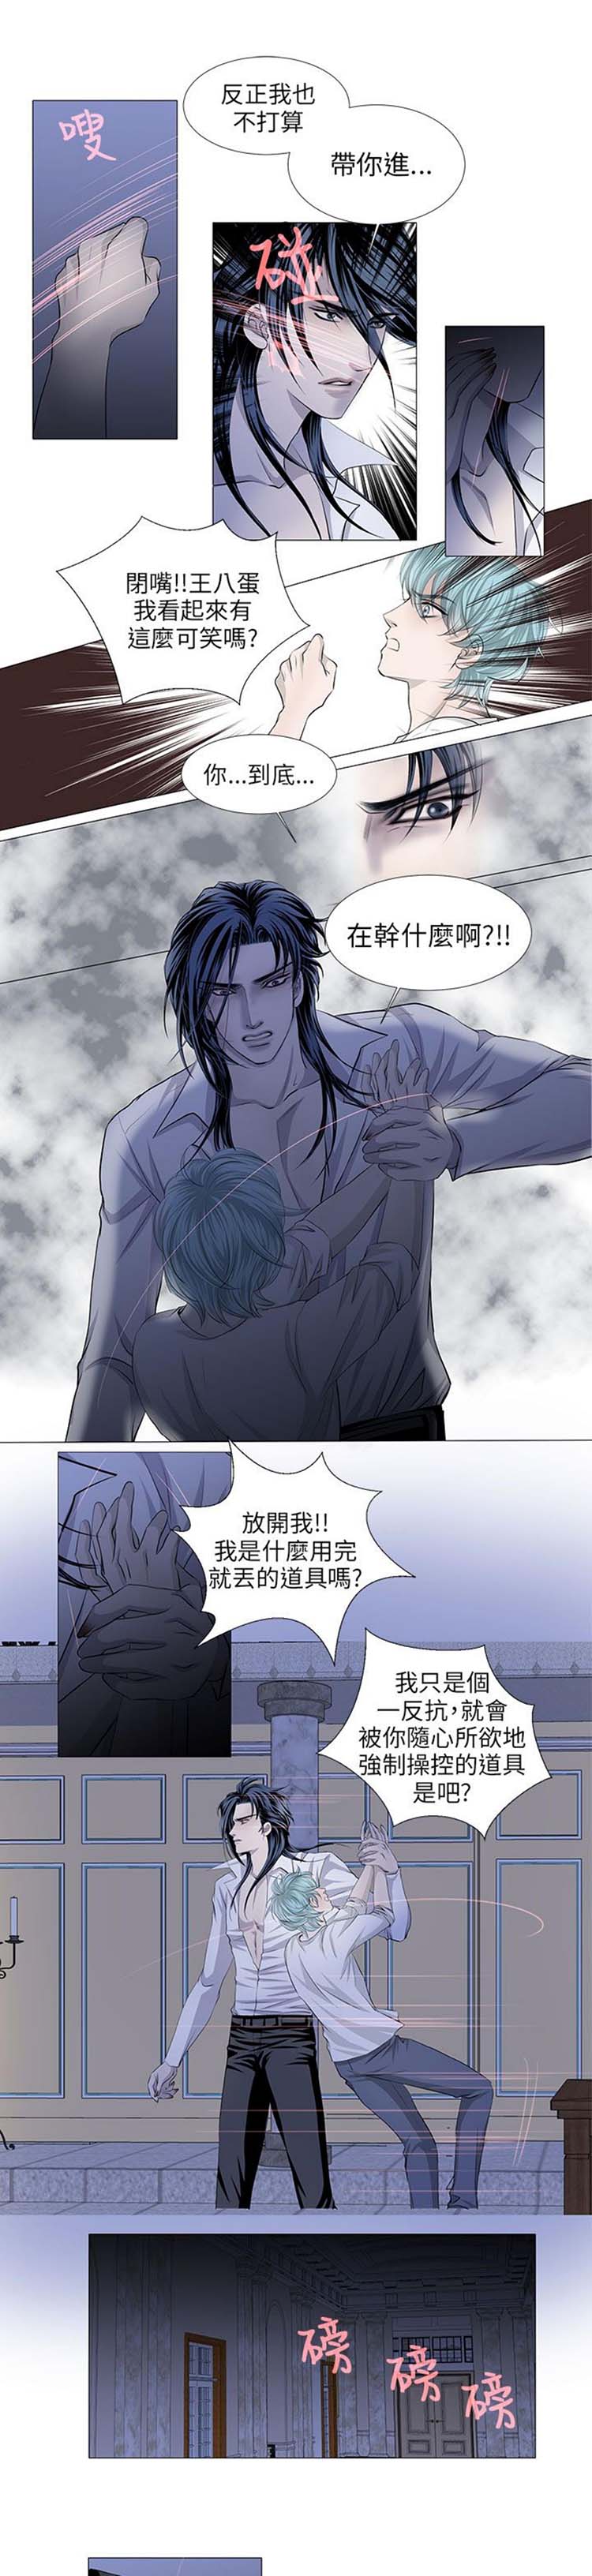 嗖
反正我也
不打算
帶你進...
碰
閉嘴!!王八蛋
我看起來有
這麼可笑嗎?
你...到底...
在幹什麼啊?!!
放開我!!
我是什麼用完
就丟的道具嗎?
我只是個
一反抗,就會
被你隨心所欲地
強制操控的道具
是吧?
磅
磅
磅